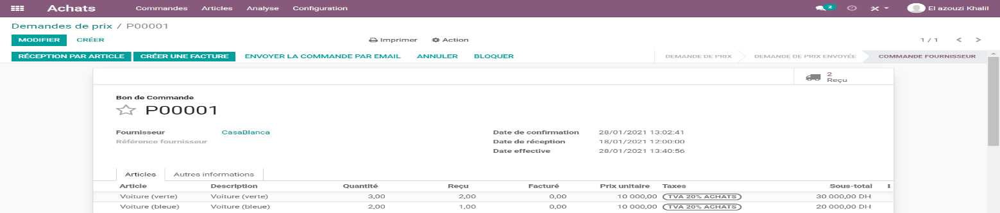 Achats Commandes Articles Analyse Configuration 2 El azouzi Khalil
Demandes de prix / P00001
MODIFIER CRÉER Imprimer Action 1 / 1
RÉCEPTION PAR ARTICLE CRÉER UNE FACTURE ENVOYER LA COMMANDE PAR EMAIL ANNULER BLOQUER DEMANDE DE PRIX DEMANDE DE PRIX ENVOYÉE COMMANDE FOURNISSEUR
2
Reçu
Bon de Commande
P00001
Fournisseur CasaBlanca Date de confirmation 28/01/2021 13:02:41
Référence fournisseur Date de réception 18/01/2021 12:00:00
Date effective 28/01/2021 13:40:56
Articles Autres informations
Article Description Quantité Reçu Facturé Prix unitaire Taxes Sous-total
Voiture (verte) Voiture (verte) 3,00 2,00 0,00 10 000,00 TVA 20% ACHATS 30 000,00 DH
Voiture (bleue) Voiture (bleue) 2,00 1,00 0,00 10 000,00 TVA 20% ACHATS 20 000,00 DH